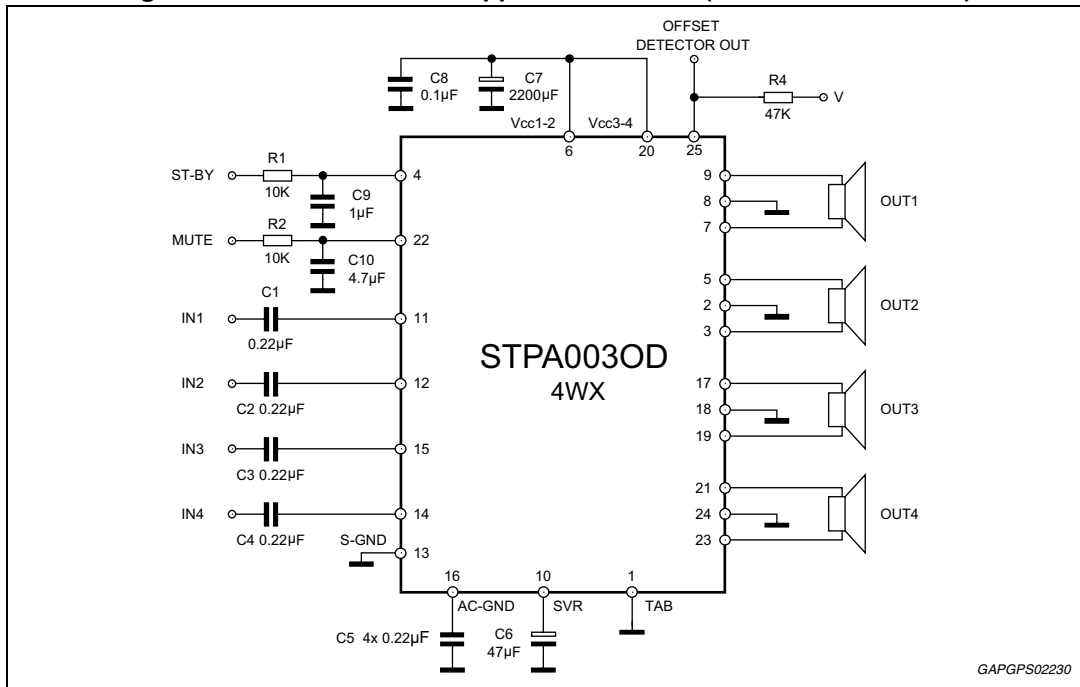 OFFSET
DETECTOR OUT
C8
0.1µF
C7
2200µF
R4
47K
V
Vcc1-2
Vcc3-4
6
20
25
ST-BY
R1
10K
C9
1µF
4
MUTE
R2
10K
C10
4.7µF
22
IN1
C1
0.22µF
11
IN2
C2 0.22µF
12
IN3
C3 0.22µF
15
IN4
C4 0.22µF
14
S-GND
13
STPA003OD
4WX
9
8
7
OUT1
5
2
3
OUT2
17
18
19
OUT3
21
24
23
OUT4
16
10
1
AC-GND
SVR
TAB
C5 4x 0.22µF
C6
47µF
GAPGPS02230